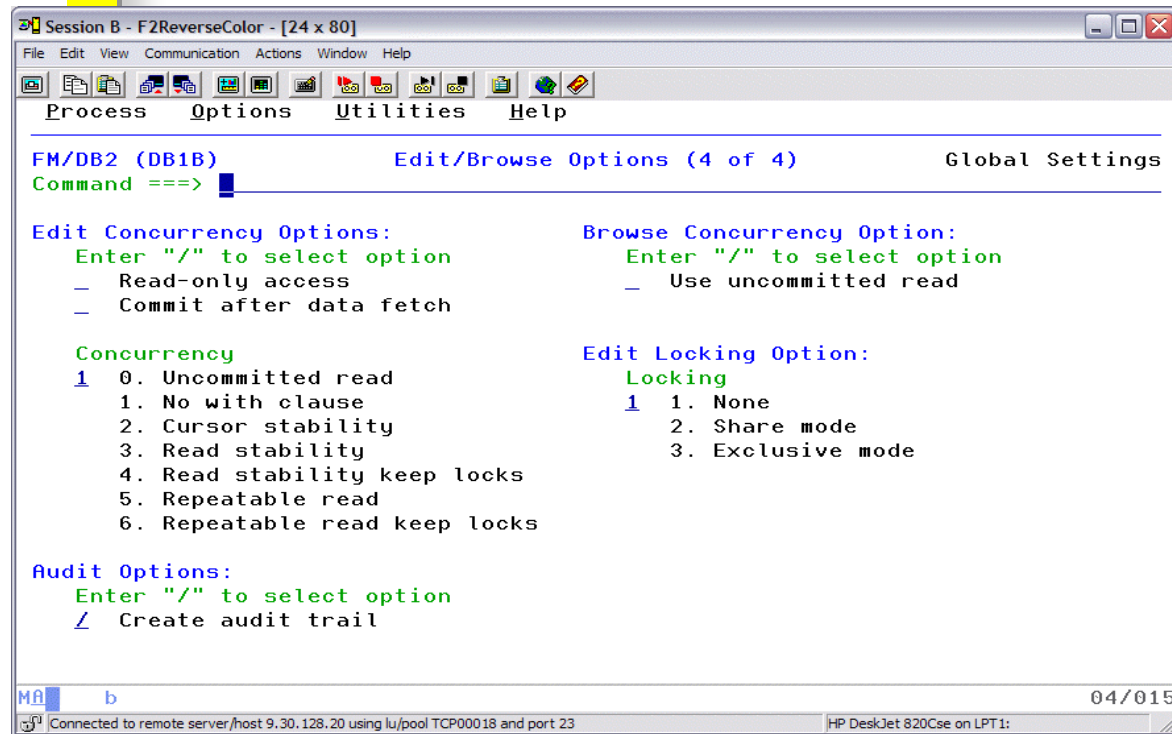 Session B - F2ReverseColor - [24 x 80]
File Edit View Communication Actions Window Help
Process Options Utilities Help
FM/DB2 (DB1B) Edit/Browse Options (4 of 4) Global Settings
Command ===>
Edit Concurrency Options: Browse Concurrency Option:
Enter "/" to select option Enter "/" to select option
_ Read-only access _ Use uncommitted read
_ Commit after data fetch
Concurrency Edit Locking Option:
1 0. Uncommitted read Locking
1. No with clause 1 1. None
2. Cursor stability 2. Share mode
3. Read stability 3. Exclusive mode
4. Read stability keep locks
5. Repeatable read
6. Repeatable read keep locks
Audit Options:
Enter "/" to select option
/ Create audit trail
MA b 04/015
Connected to remote server/host 9.30.128.20 using lu/pool TCP00018 and port 23 HP DeskJet 820Cse on LPT1: